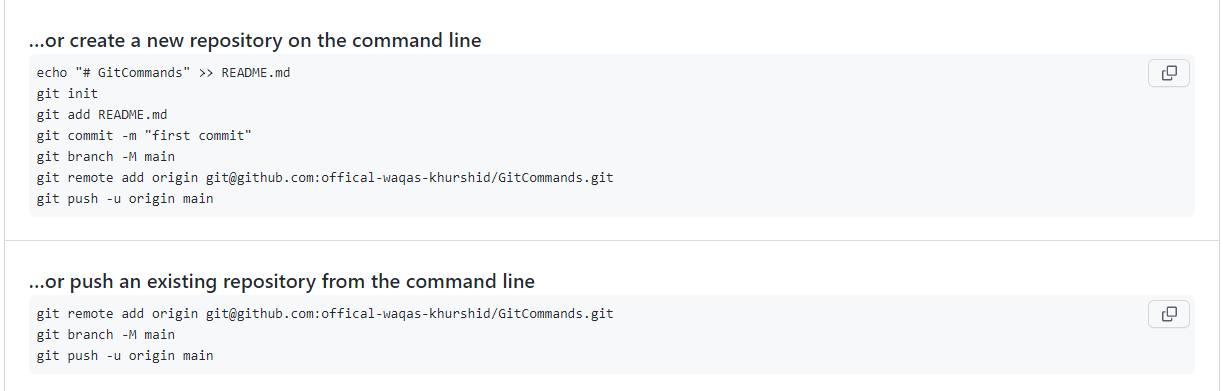 …or create a new repository on the command line
echo "# GitCommands" >> README.md
git init
git add README.md
git commit -m "first commit"
git branch -M main
git remote add origin git@github.com:offical-waqas-khurshid/GitCommands.git
git push -u origin main
…or push an existing repository from the command line
git remote add origin git@github.com:offical-waqas-khurshid/GitCommands.git
git branch -M main
git push -u origin main